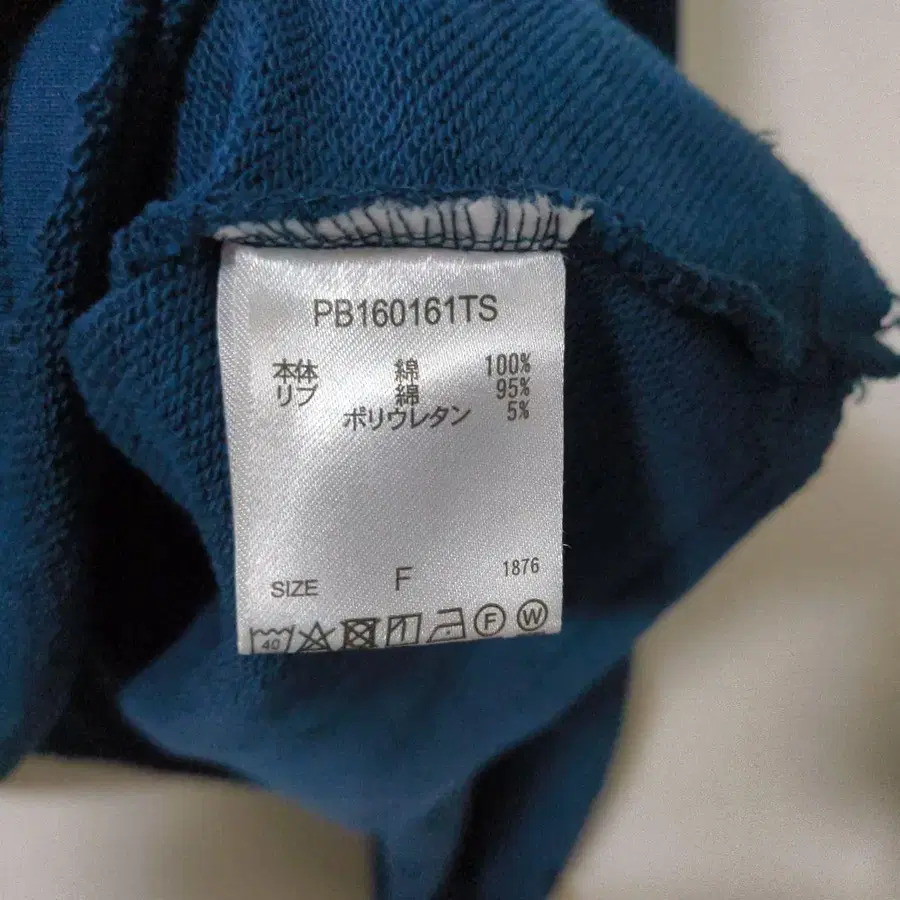 PB160161TS
本体 綿 100%
リブ 綿 95%
ポリウレタン 5%
SIZE F 1876
40 F W